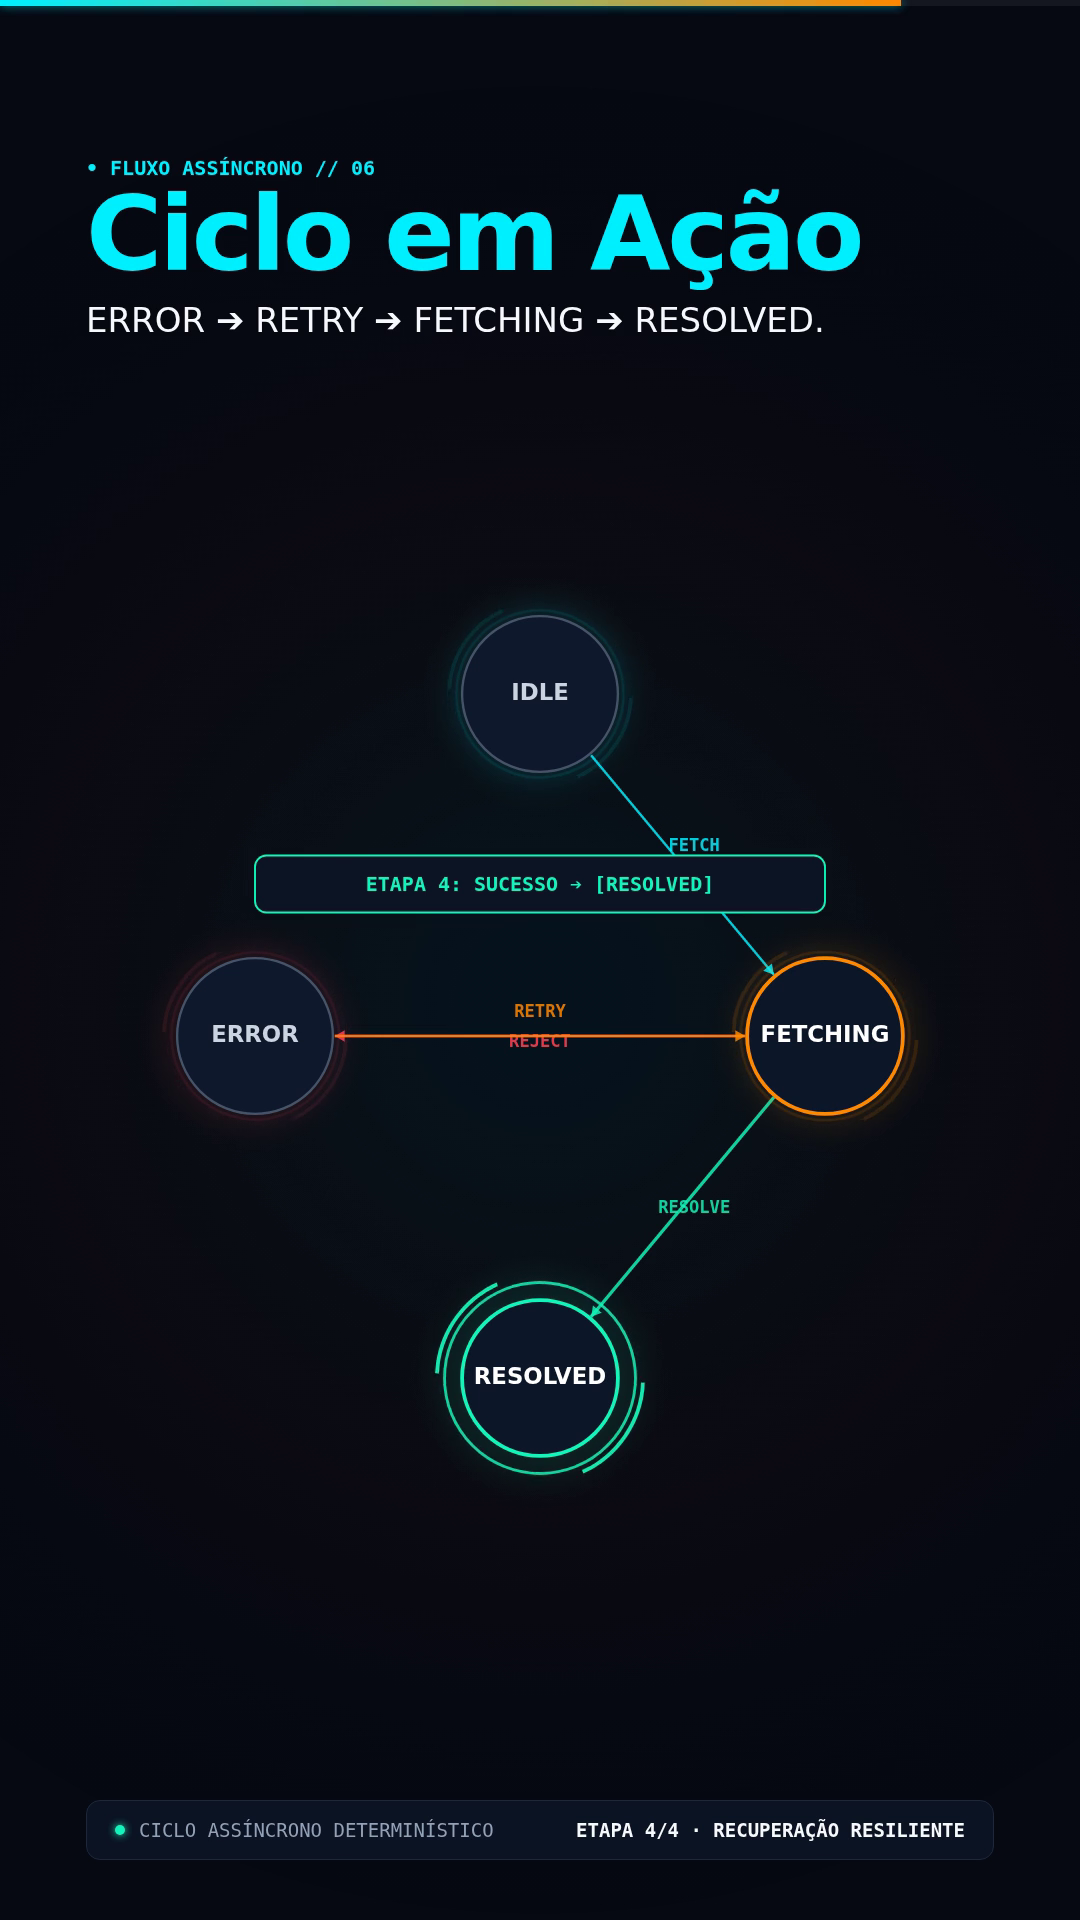 • FLUXO ASSÍNCRONO // 06
Ciclo em Ação
ERROR ➔ RETRY ➔ FETCHING ➔ RESOLVED.
IDLE
FETCH
ETAPA 4: SUCESSO → [RESOLVED]
RETRY
ERROR
FETCHING
REJECT
RESOLVE
RESOLVED
CICLO ASSÍNCRONO DETERMINÍSTICO
ETAPA 4/4 · RECUPERAÇÃO RESILIENTE